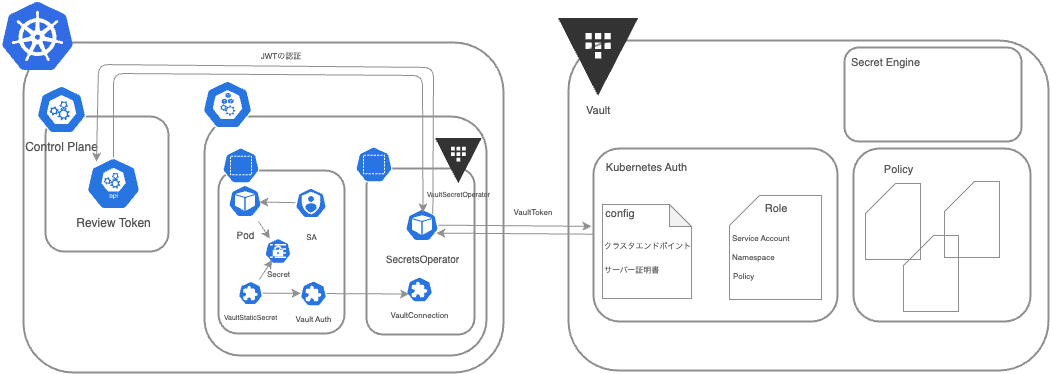 JWTの認証
Control Plane
api
Review Token
VaultSecretOperator
Pod
SA
Secret
SecretsOperator
VaultStaticSecret
Vault Auth
VaultConnection
VaultToken
Vault
Secret Engine
Kubernetes Auth
config
クラスタエンドポイント
サーバー証明書
Role
Service Account
Namespace
Policy
Policy